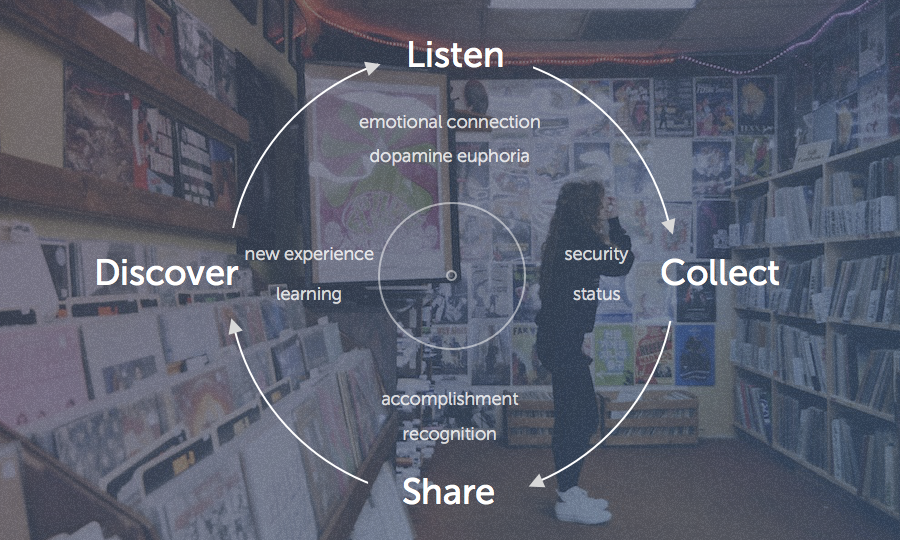 Listen
emotional connection
dopamine euphoria
new experience
learning
Discover
security
status
Collect
accomplishment
recognition
Share